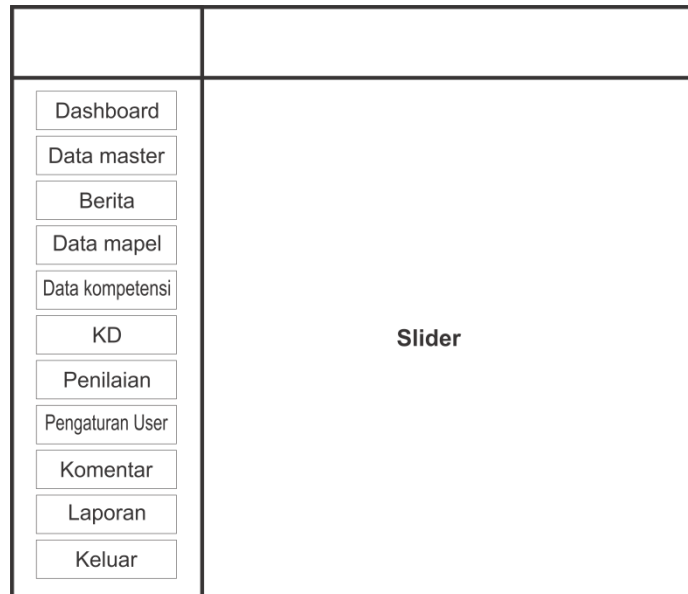 Dashboard
Data master
Berita
Data mapel
Data kompetensi
KD
Penilaian
Pengaturan User
Komentar
Laporan
Keluar
Slider